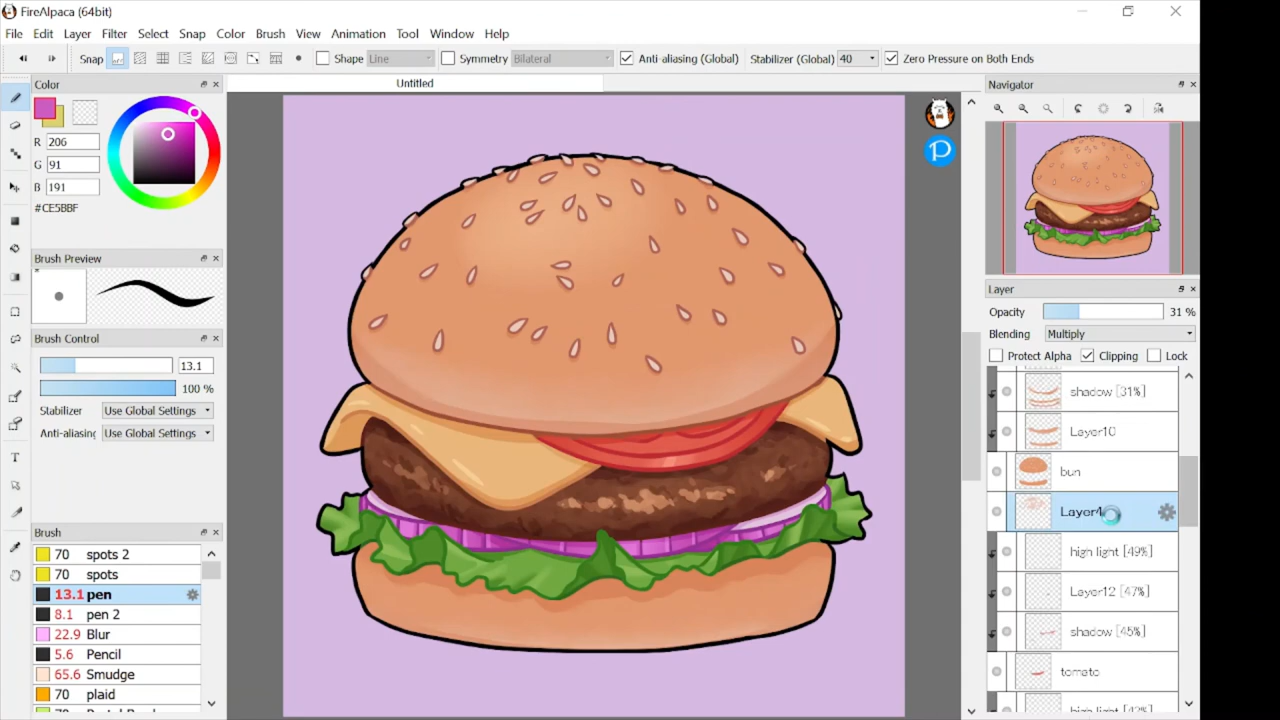 FireAlpaca (64bit)
File Edit Layer Filter Select Snap Color Brush View Animation Tool Window Help
Snap Shape Line Symmetry Bilateral Anti-aliasing (Global) Stabilizer (Global) 40 Zero Pressure on Both Ends
Color
Untitled
Navigator
R 206
G 91
B 191
#CE5BBF
Brush Preview
Brush Control
13.1
100 %
Stabilizer Use Global Settings
Anti-aliasing Use Global Settings
Brush
70 spots 2
70 spots
13.1 pen
8.1 pen 2
22.9 Blur
5.6 Pencil
65.6 Smudge
70 plaid
Layer
Opacity 31 %
Blending Multiply
Protect Alpha Clipping Lock
shadow [31%]
Layer10
bun
high light [49%]
Layer12 [47%]
shadow [45%]
tomato